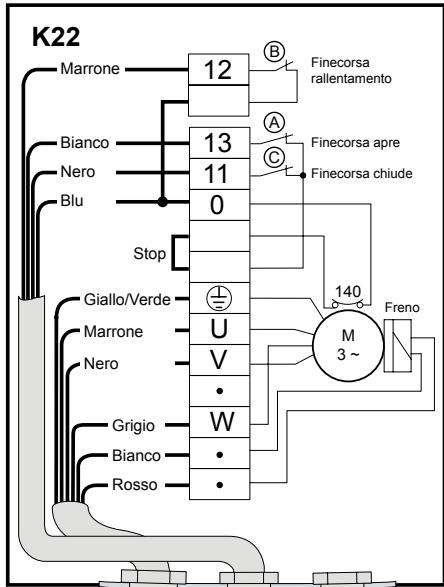 K22
Marrone 12 B Finecorsa
rallentamento
Bianco 13 A Finecorsa apre
Nero 11 C Finecorsa chiude
Blu 0
Stop
140
Giallo/Verde Freno
Marrone U M
3 ~
Nero V
Grigio W
Bianco
Rosso